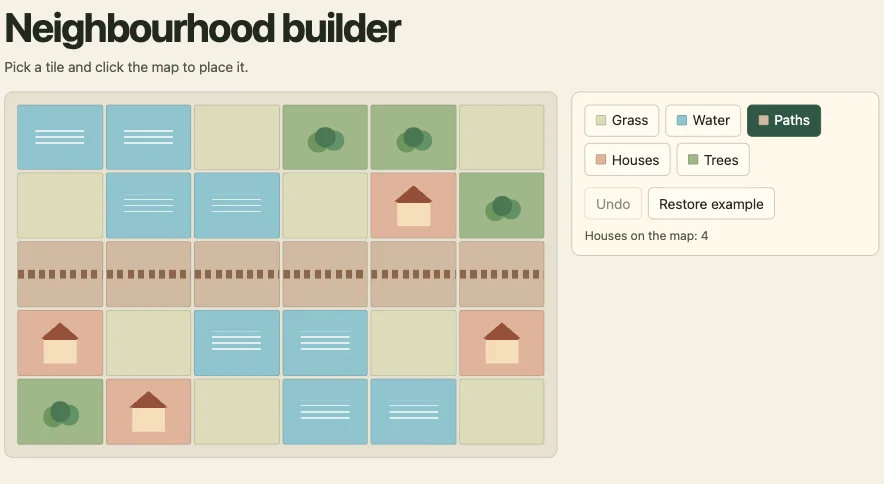 Neighbourhood builder
Pick a tile and click the map to place it.
Grass Water Paths
Houses Trees
Undo Restore example
Houses on the map: 4